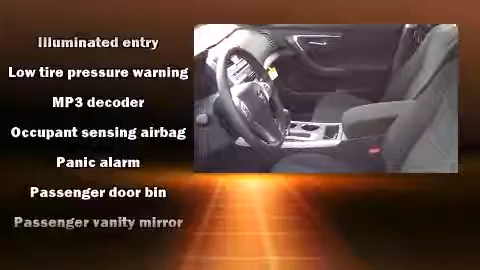 Illuminated entry
Low tire pressure warning
MP3 decoder
Occupant sensing airbag
Panic alarm
Passenger door bin
Passenger vanity mirror